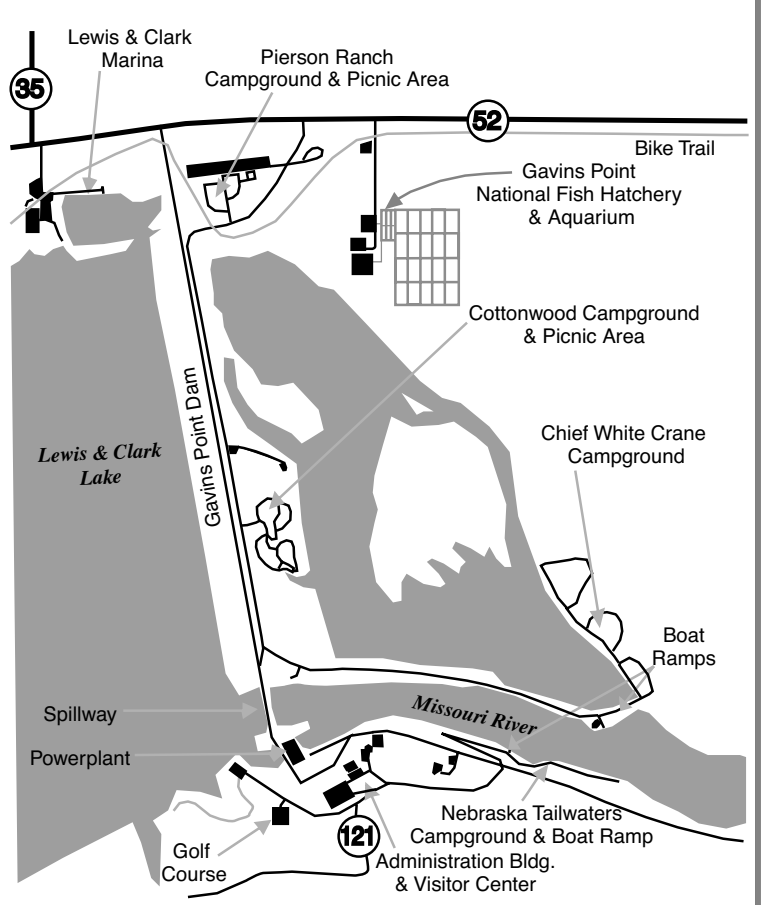 Lewis & Clark
Marina
Pierson Ranch
Campground & Picnic Area
35
52
Bike Trail
Gavins Point
National Fish Hatchery
& Aquarium
Cottonwood Campground
& Picnic Area
Gavins Point Dam
Lewis & Clark
Lake
Chief White Crane
Campground
Boat
Ramps
Missouri River
Spillway
Powerplant
Nebraska Tailwaters
Campground & Boat Ramp
121
Golf
Course
Administration Bldg.
& Visitor Center